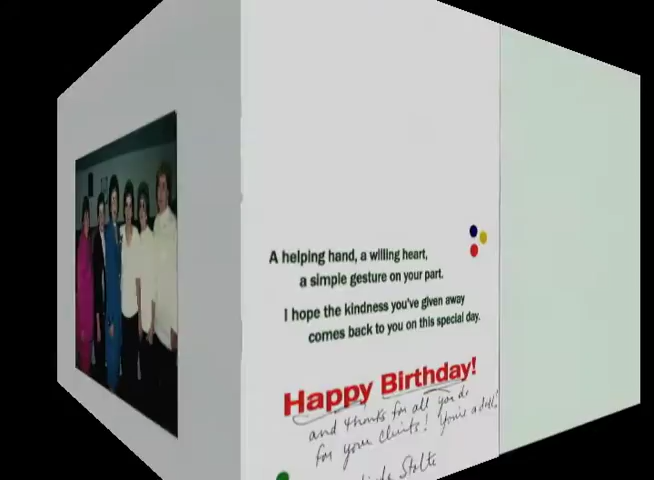 A helping hand, a willing heart,
a simple gesture on your part.
I hope the kindness you've given away
comes back to you on this special day.
Happy Birthday!
and thanks for all you do
for your clients! You're a doll!
Stolte